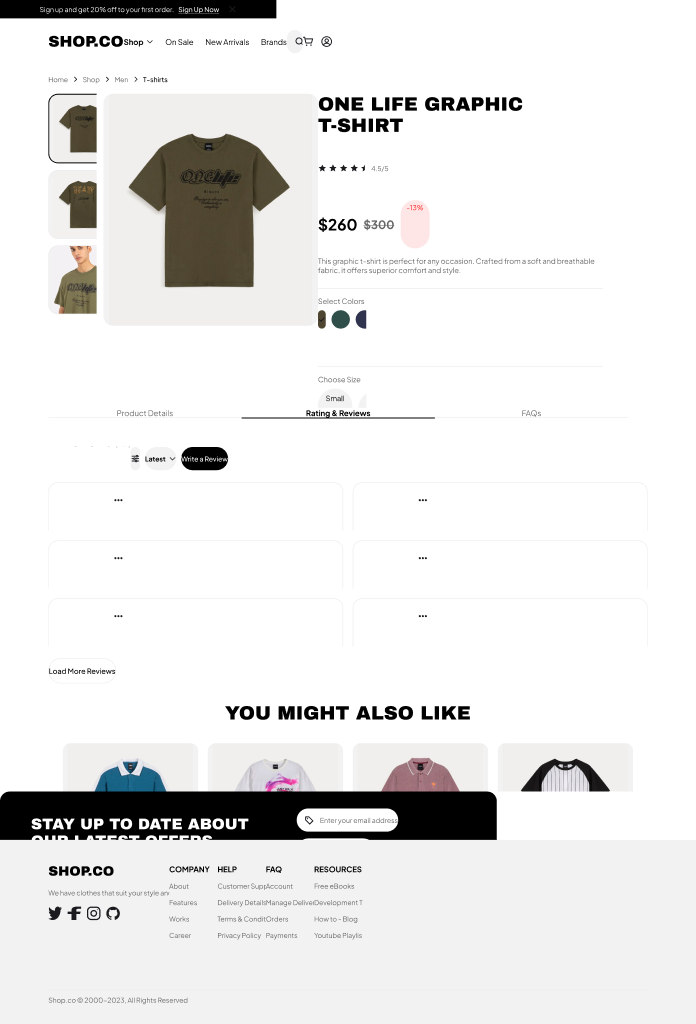 Sign up and get 20% off to your first order. Sign Up Now
SHOP.CO Shop On Sale New Arrivals Brands
Home Shop Men T-shirts
ONE LIFE GRAPHIC
T-SHIRT
4.5/5
$260 $300 -13%
This graphic t-shirt is perfect for any occasion. Crafted from a soft and breathable
fabric, it offers superior comfort and style.
Select Colors
Choose Size
Small
Product Details Rating & Reviews FAQs
Latest Write a Review
Load More Reviews
YOU MIGHT ALSO LIKE
STAY UP TO DATE ABOUT
OUR LATEST OFFERS
Enter your email address
SHOP.CO
We have clothes that suit your style an
COMPANY HELP FAQ RESOURCES
About Customer Sup Account Free eBooks
Features Delivery Details Manage Deliver Development T
Works Terms & Condit Orders How to - Blog
Career Privacy Policy Payments Youtube Playlis
Shop.co © 2000-2023, All Rights Reserved